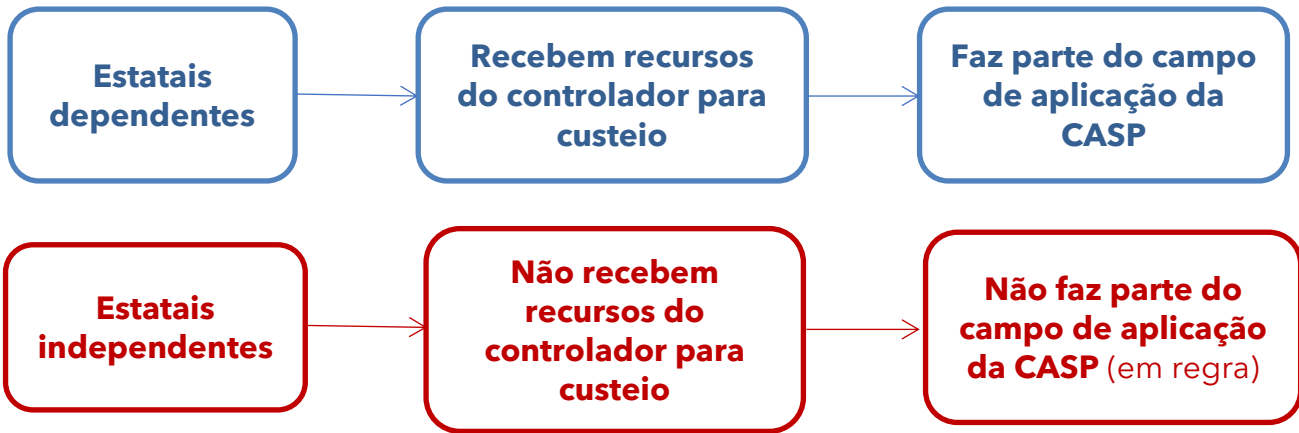 Estatais
dependentes
Recebem recursos
do controlador para
custeio
Faz parte do campo
de aplicação da
CASP
Estatais
independentes
Não recebem
recursos do
controlador para
custeio
Não faz parte do
campo de aplicação
da CASP (em regra)